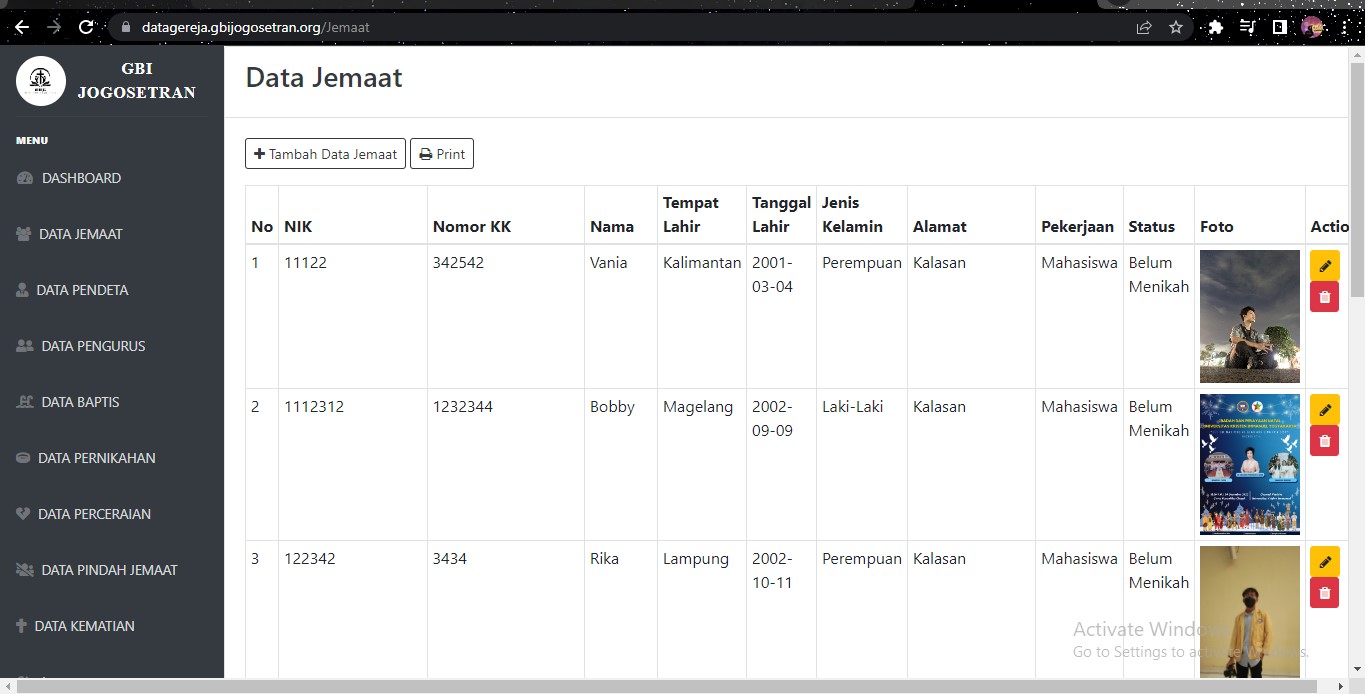 datagereja.gbijogosetran.org/Jemaat
GBI
JOGOSETRAN
MENU
DASHBOARD
DATA JEMAAT
DATA PENDETA
DATA PENGURUS
DATA BAPTIS
DATA PERNIKAHAN
DATA PERCERAIAN
DATA PINDAH JEMAAT
DATA KEMATIAN
Data Jemaat
Tambah Data Jemaat Print
No NIK Nomor KK Nama Tempat Lahir Tanggal Lahir Jenis Kelamin Alamat Pekerjaan Status Foto Actio
1 11122 342542 Vania Kalimantan 2001-03-04 Perempuan Kalasan Mahasiswa Belum Menikah
2 1112312 1232344 Bobby Magelang 2002-09-09 Laki-Laki Kalasan Mahasiswa Belum Menikah
3 122342 3434 Rika Lampung 2002-10-11 Perempuan Kalasan Mahasiswa Belum Menikah
Activate Windows
Go to Settings to activate Windows.